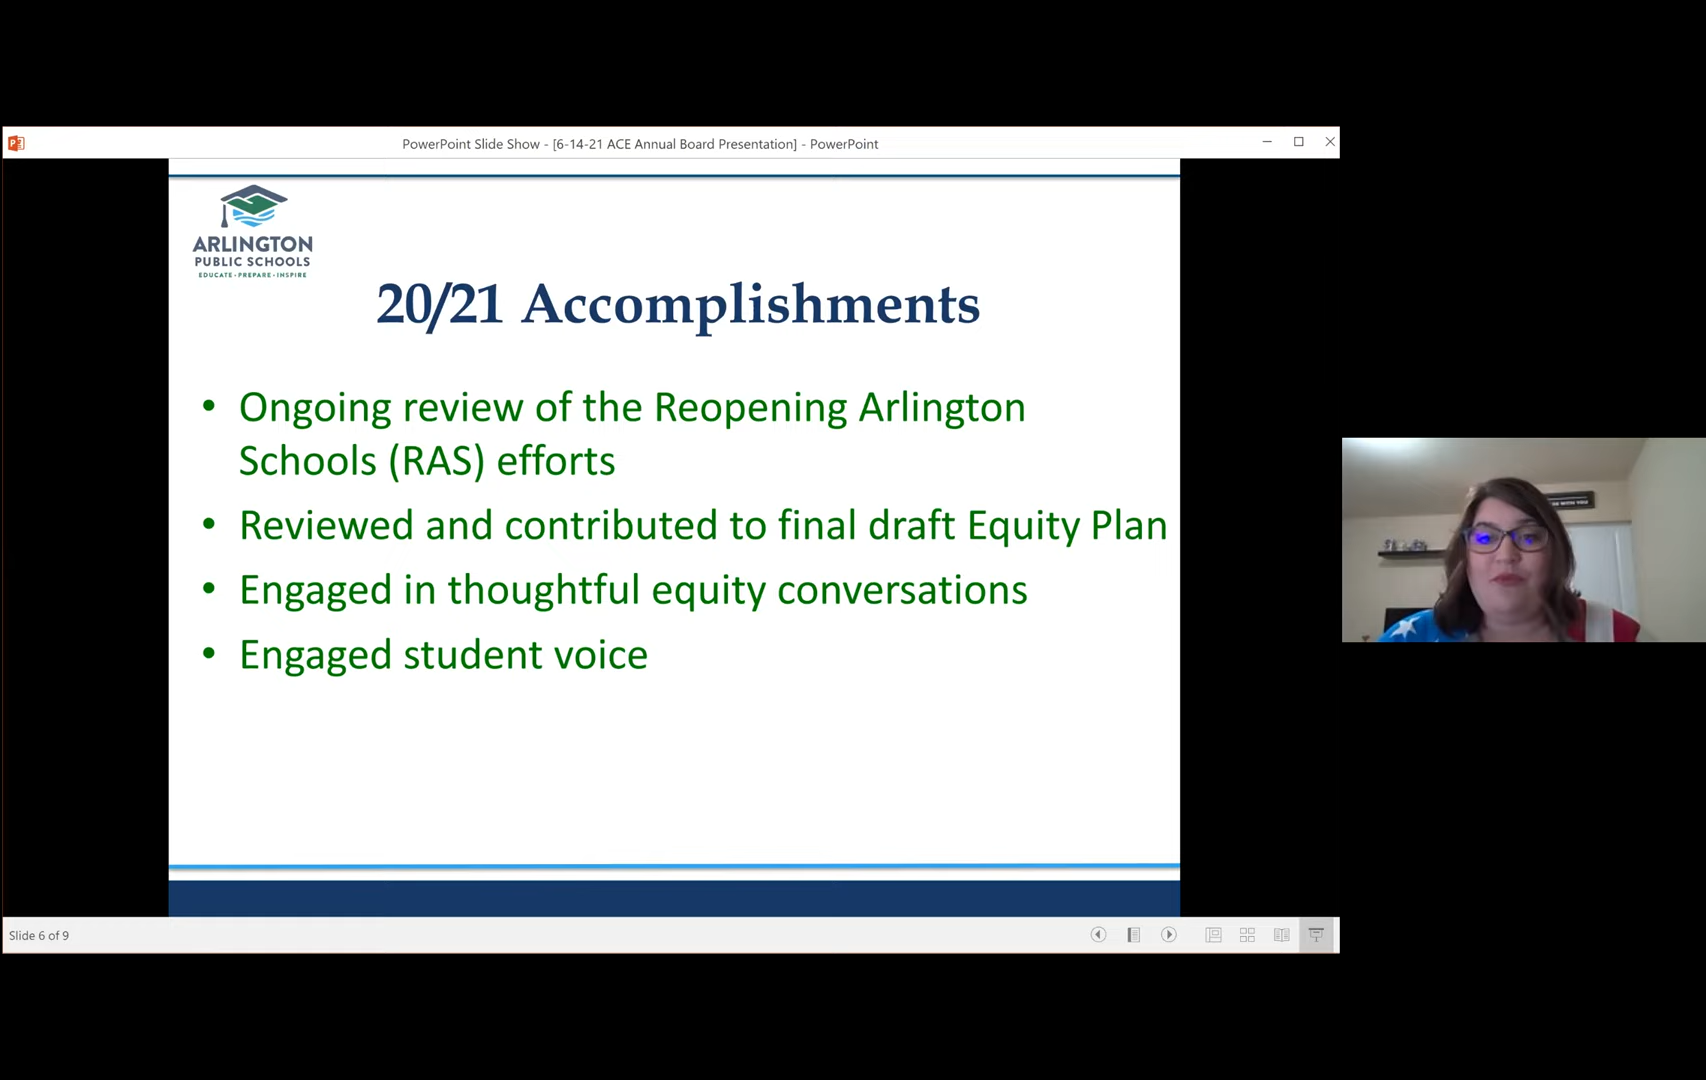 PowerPoint Slide Show - [6-14-21 ACE Annual Board Presentation] - PowerPoint
ARLINGTON
PUBLIC SCHOOLS
EDUCATE • PREPARE • INSPIRE
20/21 Accomplishments
• Ongoing review of the Reopening Arlington
Schools (RAS) efforts
• Reviewed and contributed to final draft Equity Plan
• Engaged in thoughtful equity conversations
• Engaged student voice
WITH YOU
Slide 6 of 9